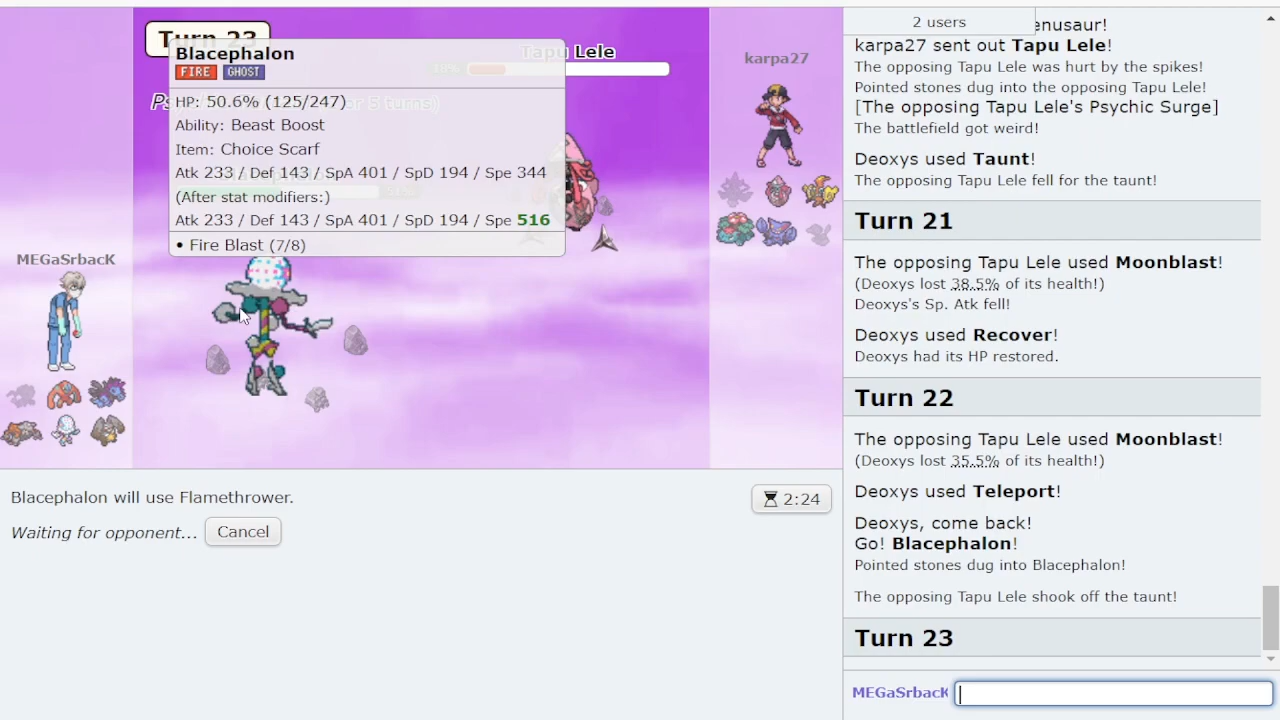 Turn 23
Blacephalon
FIRE GHOST
HP: 50.6% (125/247)
Ability: Beast Boost
Item: Choice Scarf
Atk 233 / Def 143 / SpA 401 / SpD 194 / Spe 344
(After stat modifiers:)
Atk 233 / Def 143 / SpA 401 / SpD 194 / Spe 516
• Fire Blast (7/8)
Tapu Lele
or 5 turns)
MEGaSrbacK
karpa27
Blacephalon will use Flamethrower.
Waiting for opponent... Cancel
2:24
2 users
enusaur!
karpa27 sent out Tapu Lele!
The opposing Tapu Lele was hurt by the spikes!
Pointed stones dug into the opposing Tapu Lele!
[The opposing Tapu Lele's Psychic Surge]
The battlefield got weird!
Deoxys used Taunt!
The opposing Tapu Lele fell for the taunt!
Turn 21
The opposing Tapu Lele used Moonblast!
(Deoxys lost 38.5% of its health!)
Deoxys's Sp. Atk fell!
Deoxys used Recover!
Deoxys had its HP restored.
Turn 22
The opposing Tapu Lele used Moonblast!
(Deoxys lost 35.5% of its health!)
Deoxys used Teleport!
Deoxys, come back!
Go! Blacephalon!
Pointed stones dug into Blacephalon!
The opposing Tapu Lele shook off the taunt!
Turn 23
MEGaSrbacK